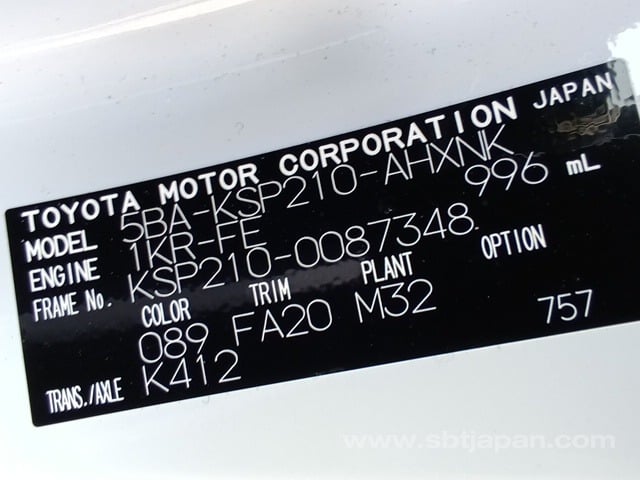 TOYOTA MOTOR CORPORATION JAPAN
MODEL 5BA-KSP210-AHXNK
ENGINE 1KR-FE 996 mL
FRAME No. KSP210-0087348
COLOR TRIM PLANT OPTION
089 FA20 M32 757
TRANS./AXLE K412
www.sbtjapan.com